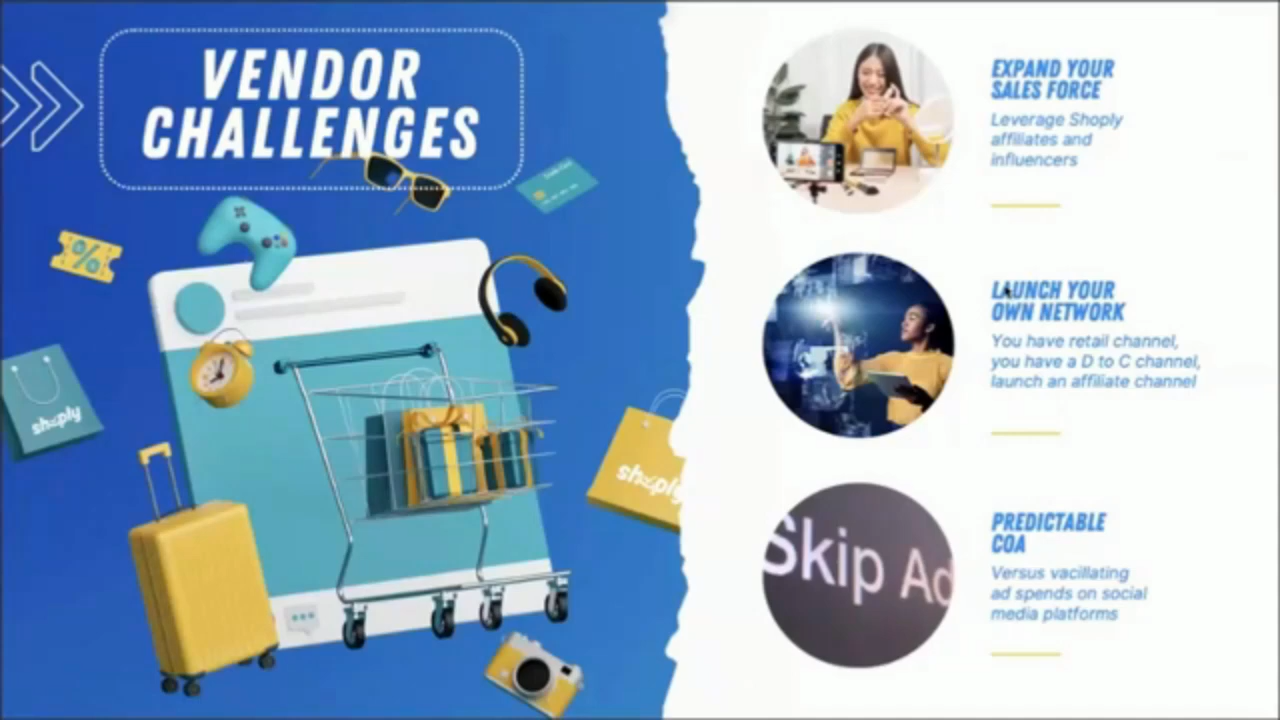 VENDOR
CHALLENGES
%
shoply
shoply
EXPAND YOUR
SALES FORCE
Leverage Shoply
affiliates and
influencers
LAUNCH YOUR
OWN NETWORK
You have retail channel,
you have a D to C channel,
launch an affiliate channel
Skip Ad
PREDICTABLE
COA
Versus vacillating
ad spends on social
media platforms